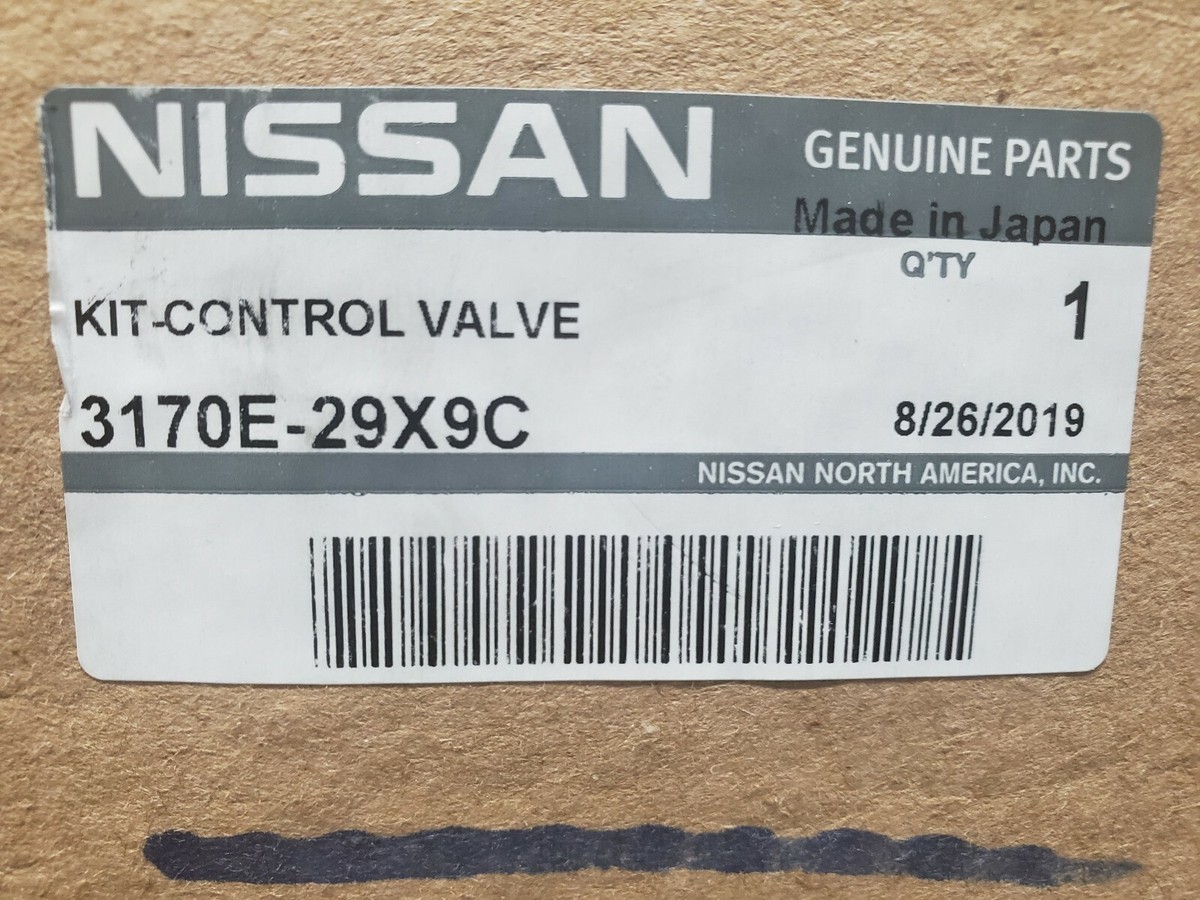 NISSAN
GENUINE PARTS
Made in Japan
Q'TY
KIT-CONTROL VALVE
1
3170E-29X9C
8/26/2019
NISSAN NORTH AMERICA, INC.